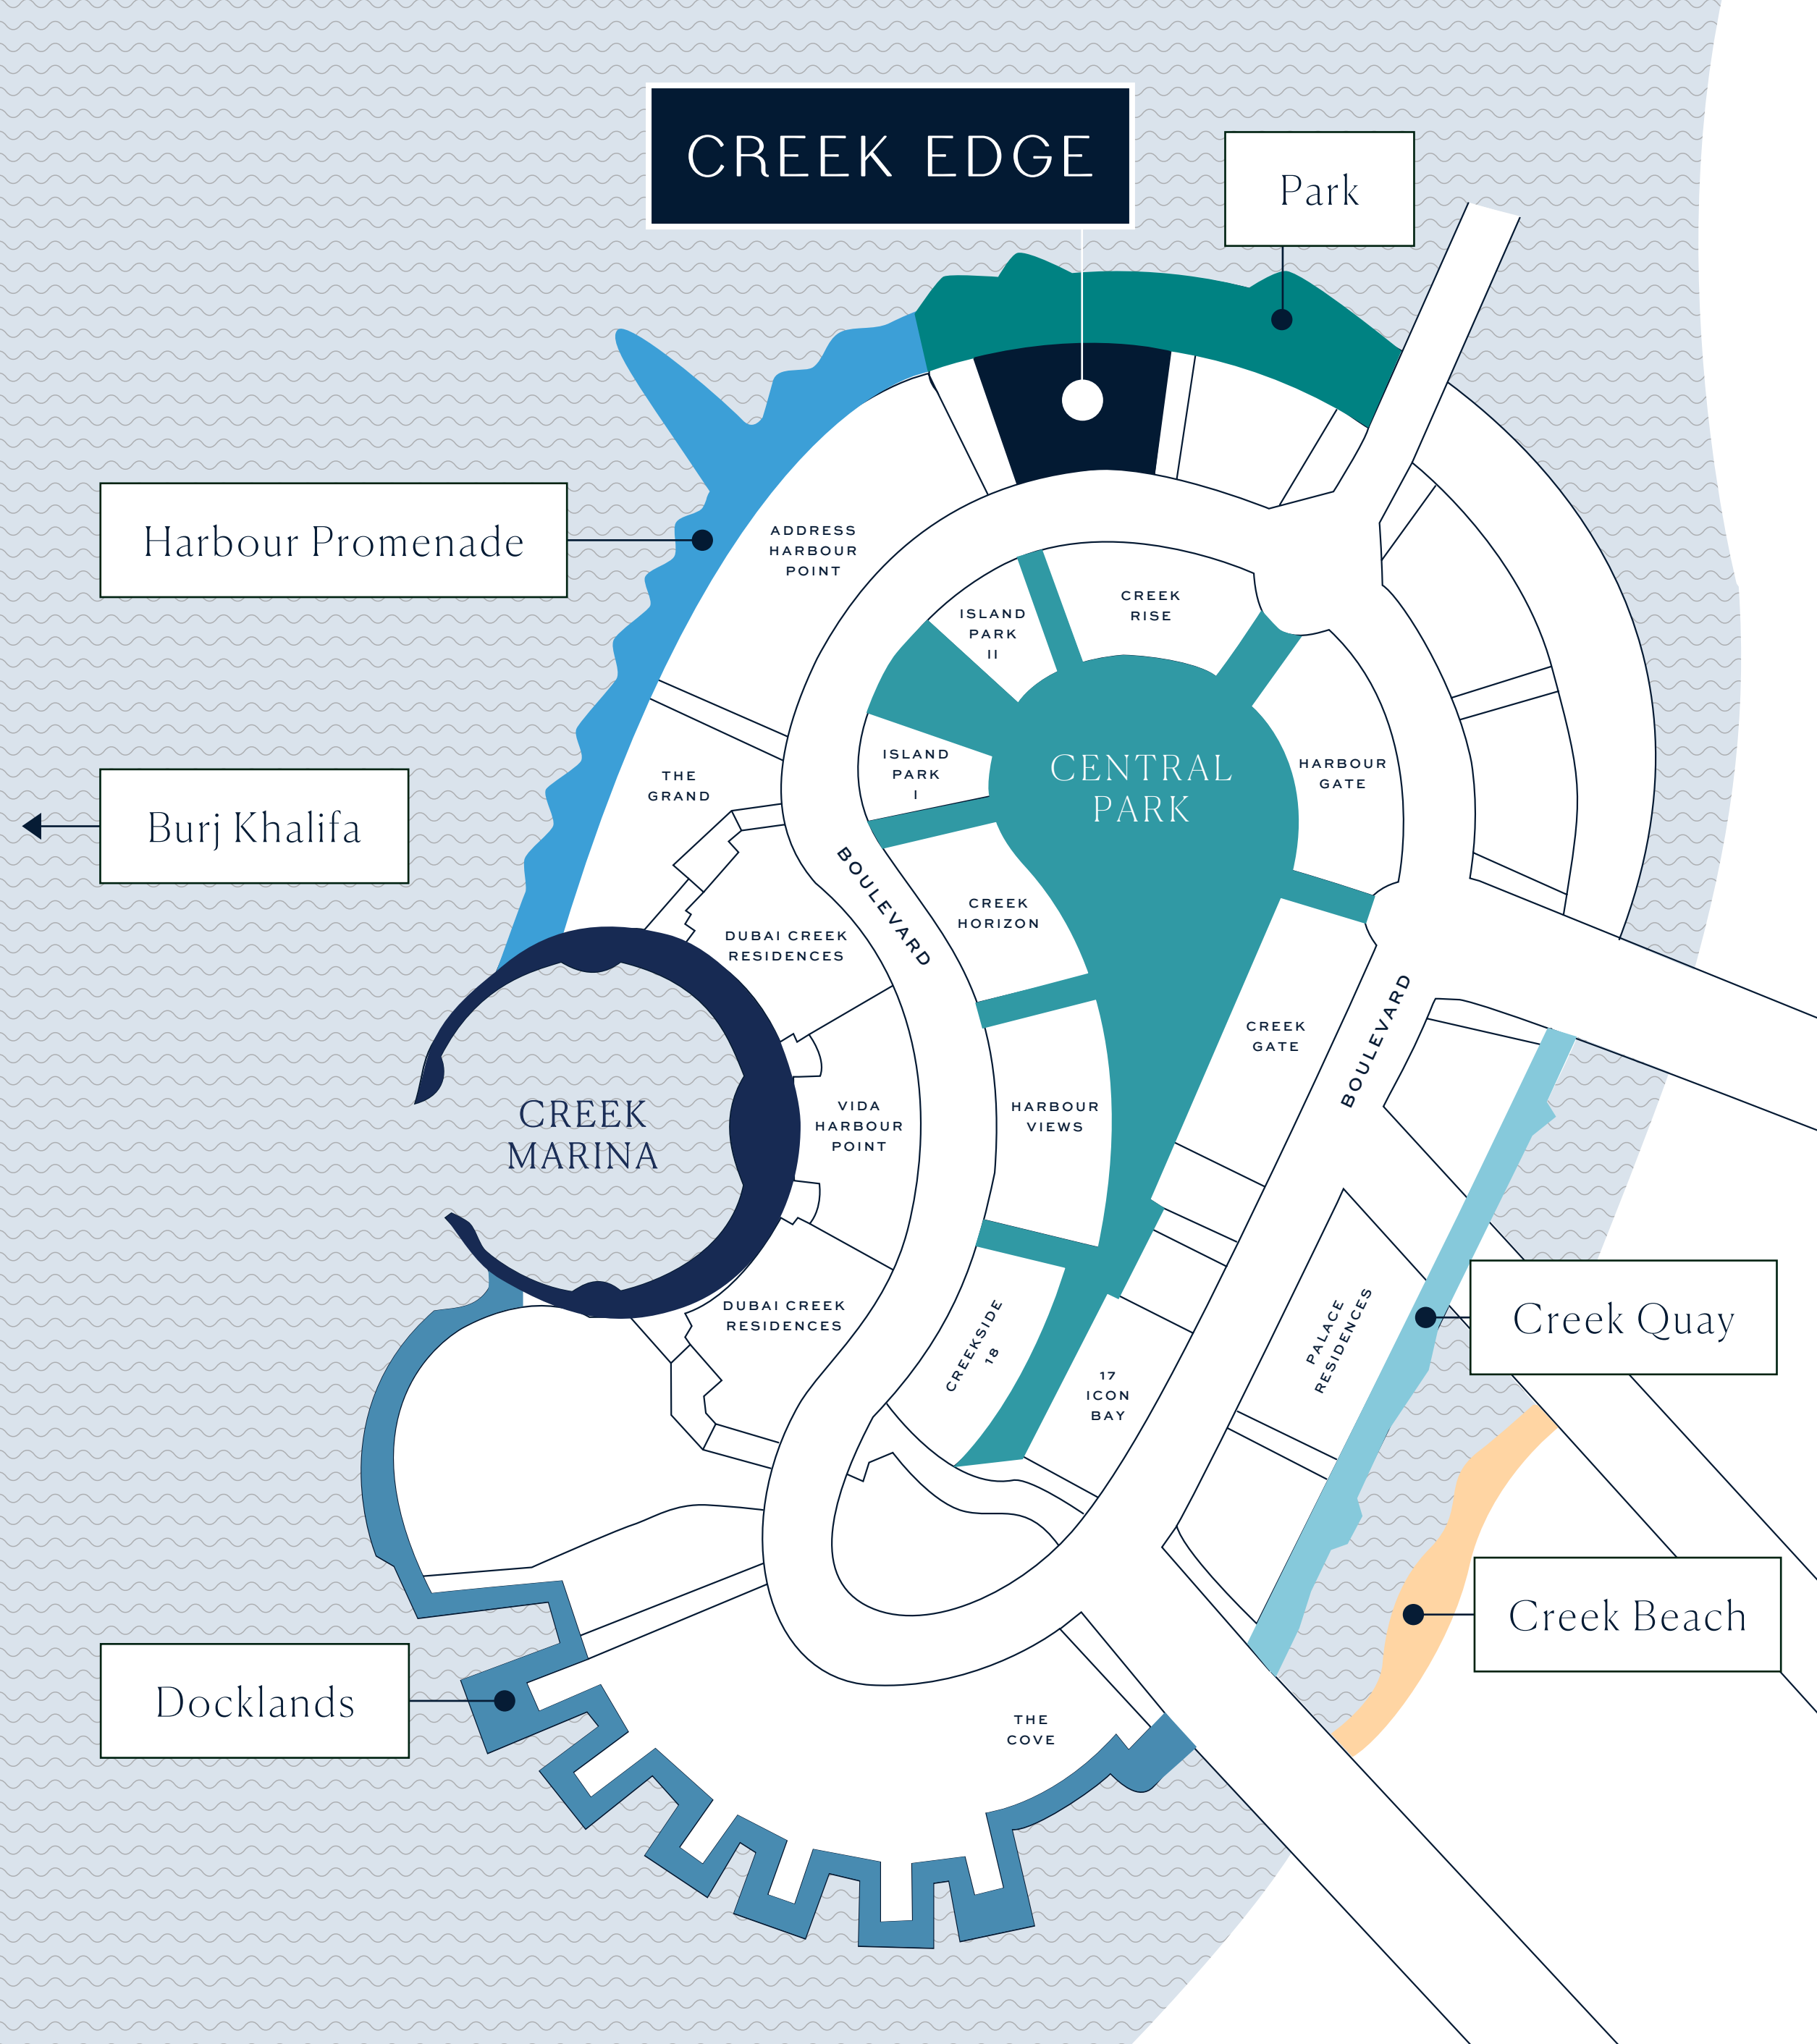 CREEK EDGE
Park
Harbour Promenade
ADDRESS
HARBOUR
POINT
CREEK
RISE
ISLAND
PARK
II
ISLAND
PARK
I
CENTRAL
PARK
HARBOUR
GATE
THE
GRAND
Burj Khalifa
BOULEVARD
CREEK
HORIZON
DUBAI CREEK
RESIDENCES
CREEK
GATE
BOULEVARD
CREEK
MARINA
VIDA
HARBOUR
POINT
HARBOUR
VIEWS
DUBAI CREEK
RESIDENCES
CREEKSIDE
18
17
ICON
BAY
PALACE
RESIDENCES
Creek Quay
Creek Beach
Docklands
THE
COVE